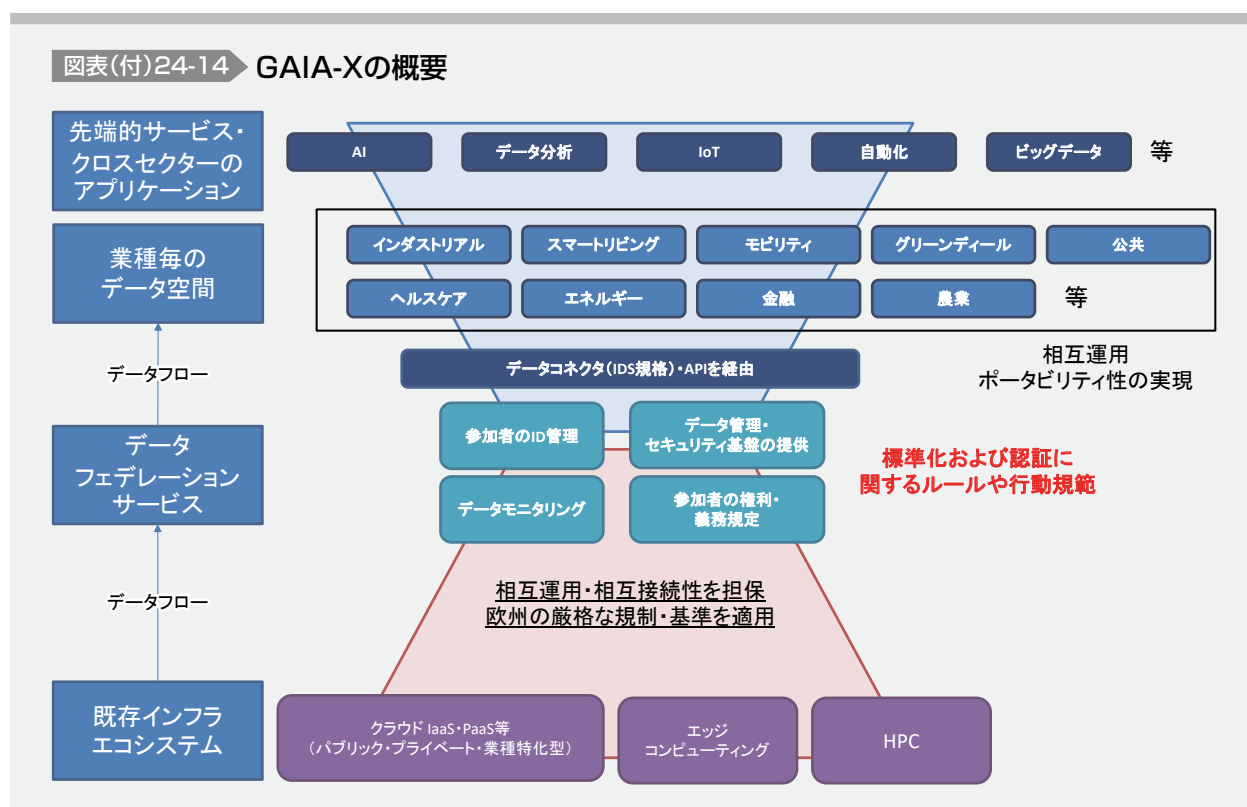 図表(付)24-14 GAIA-Xの概要
先端的サービス・
クロスセクターの
アプリケーション
AI
データ分析
IoT
自動化
ビッグデータ
等
業種毎の
データ空間
インダストリアル
スマートリビング
モビリティ
グリーンディール
公共
ヘルスケア
エネルギー
金融
農業
等
データフロー
データコネクタ(IDS規格)・APIを経由
相互運用
ポータビリティ性の実現
データ
フェデレーション
サービス
参加者のID管理
データ管理・
セキュリティ基盤の提供
データモニタリング
参加者の権利・
義務規定
標準化および認証に
関するルールや行動規範
データフロー
相互運用・相互接続性を担保
欧州の厳格な規制・基準を適用
既存インフラ
エコシステム
クラウド IaaS・PaaS等
(パブリック・プライベート・業種特化型)
エッジ
コンピューティング
HPC